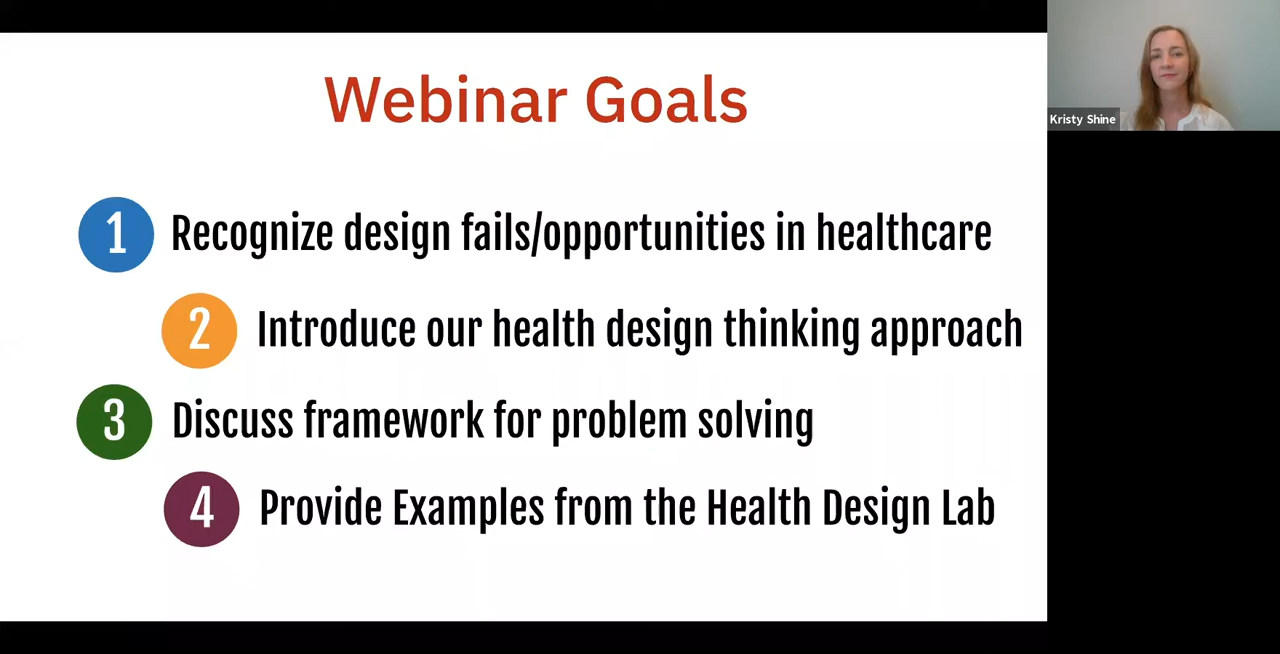 Webinar Goals
1 Recognize design fails/opportunities in healthcare
2 Introduce our health design thinking approach
3 Discuss framework for problem solving
4 Provide Examples from the Health Design Lab
Kristy Shine